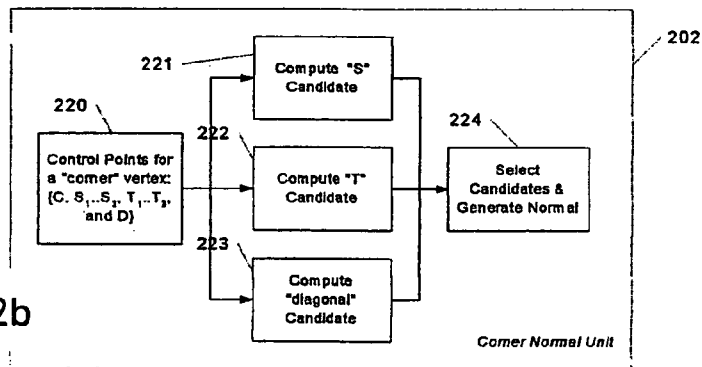 221
202
Compute "S"
Candidate
220
224
222
Control Points for
a "corner" vertex:
{C, S₁..S₃, T₁..T₃,
and D}
Compute "T"
Candidate
Select
Candidates &
Generate Normal
223
Compute
"diagonal"
Candidate
2b
Corner Normal Unit